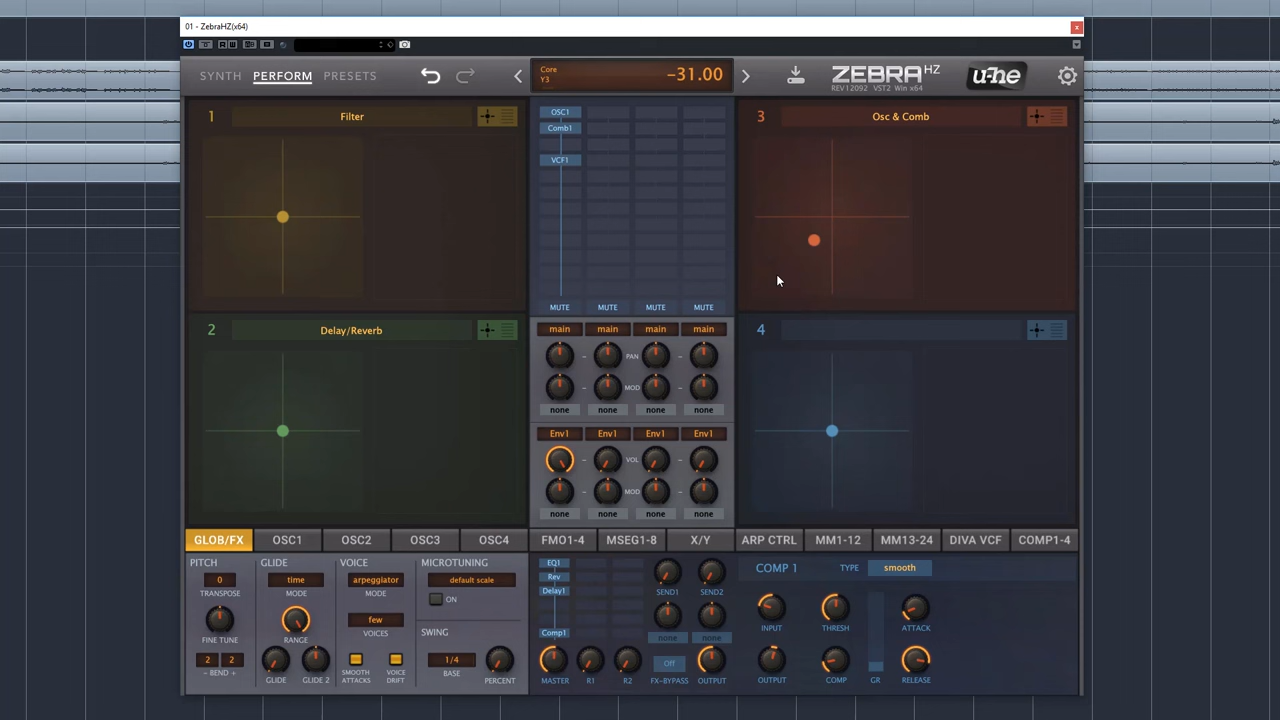 01 - ZebraHZ(x64)
SYNTH PERFORM PRESETS
Core
Y3
-31.00
ZEBRA HZ
REV12092 VST2 Win x64
u-he
1 Filter
OSC1
Comb1
VCF1
3 Osc & Comb
MUTE MUTE MUTE MUTE
2 Delay/Reverb
4
main main main main
PAN
MOD
none none none none
Env1 Env1 Env1 Env1
VOL
MOD
none none none none
GLOB/FX OSC1 OSC2 OSC3 OSC4 FMO1-4 MSEG1-8 X/Y ARP CTRL MM1-12 MM13-24 DIVA VCF COMP1-4
PITCH GLIDE VOICE MICROTUNING
0 time arpeggiator default scale
TRANSPOSE MODE MODE
ON
few
FINE TUNE RANGE VOICES SWING
2 2 1/4
- BEND + GLIDE GLIDE 2 SMOOTH ATTACKS VOICE DRIFT BASE PERCENT
EQ1
Rev
Delay1
Comp1
SEND1 SEND2
none none
Off
MASTER R1 R2 FX-BYPASS OUTPUT
COMP 1 TYPE smooth
INPUT THRESH ATTACK
OUTPUT COMP GR RELEASE